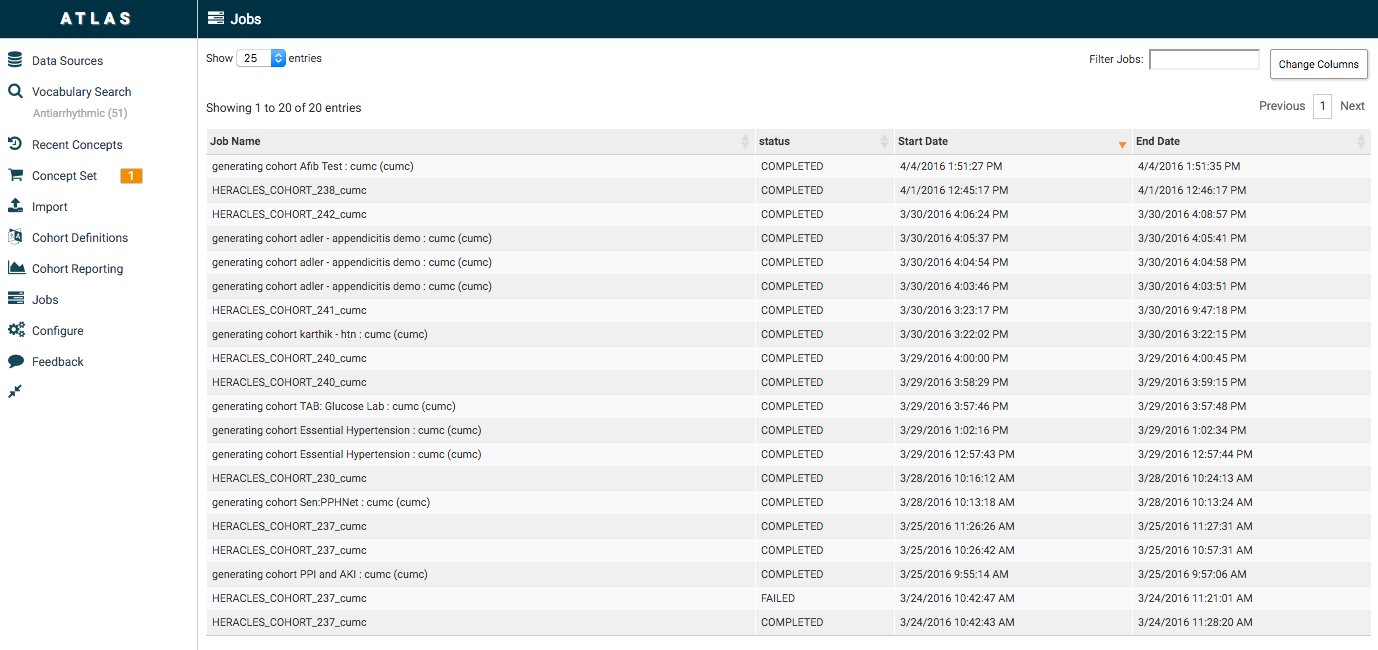 ATLAS
Jobs
Data Sources
Vocabulary Search
Antiarrhythmic (51)
Recent Concepts
Concept Set 1
Import
Cohort Definitions
Cohort Reporting
Jobs
Configure
Feedback
Show 25 entries
Filter Jobs:
Change Columns
Showing 1 to 20 of 20 entries
Previous 1 Next
Job Name status Start Date End Date
generating cohort Afib Test : cumc (cumc) COMPLETED 4/4/2016 1:51:27 PM 4/4/2016 1:51:35 PM
HERACLES_COHORT_238_cumc COMPLETED 4/1/2016 12:45:17 PM 4/1/2016 12:46:17 PM
HERACLES_COHORT_242_cumc COMPLETED 3/30/2016 4:06:24 PM 3/30/2016 4:08:57 PM
generating cohort adler - appendicitis demo : cumc (cumc) COMPLETED 3/30/2016 4:05:37 PM 3/30/2016 4:05:41 PM
generating cohort adler - appendicitis demo : cumc (cumc) COMPLETED 3/30/2016 4:04:54 PM 3/30/2016 4:04:58 PM
generating cohort adler - appendicitis demo : cumc (cumc) COMPLETED 3/30/2016 4:03:46 PM 3/30/2016 4:03:51 PM
HERACLES_COHORT_241_cumc COMPLETED 3/30/2016 3:23:17 PM 3/30/2016 9:47:18 PM
generating cohort karthik - htn : cumc (cumc) COMPLETED 3/30/2016 3:22:02 PM 3/30/2016 3:22:15 PM
HERACLES_COHORT_240_cumc COMPLETED 3/29/2016 4:00:00 PM 3/29/2016 4:00:45 PM
HERACLES_COHORT_240_cumc COMPLETED 3/29/2016 3:58:29 PM 3/29/2016 3:59:15 PM
generating cohort TAB: Glucose Lab : cumc (cumc) COMPLETED 3/29/2016 3:57:46 PM 3/29/2016 3:57:48 PM
generating cohort Essential Hypertension : cumc (cumc) COMPLETED 3/29/2016 1:02:16 PM 3/29/2016 1:02:34 PM
generating cohort Essential Hypertension : cumc (cumc) COMPLETED 3/29/2016 12:57:43 PM 3/29/2016 12:57:44 PM
HERACLES_COHORT_230_cumc COMPLETED 3/28/2016 10:16:12 AM 3/28/2016 10:24:13 AM
generating cohort Sen:PPHNet : cumc (cumc) COMPLETED 3/28/2016 10:13:18 AM 3/28/2016 10:13:24 AM
HERACLES_COHORT_237_cumc COMPLETED 3/25/2016 11:26:26 AM 3/25/2016 11:27:31 AM
HERACLES_COHORT_237_cumc COMPLETED 3/25/2016 10:26:42 AM 3/25/2016 10:57:31 AM
generating cohort PPI and AKI : cumc (cumc) COMPLETED 3/25/2016 9:55:14 AM 3/25/2016 9:57:06 AM
HERACLES_COHORT_237_cumc FAILED 3/24/2016 10:42:47 AM 3/24/2016 11:21:01 AM
HERACLES_COHORT_237_cumc COMPLETED 3/24/2016 10:42:43 AM 3/24/2016 11:28:20 AM